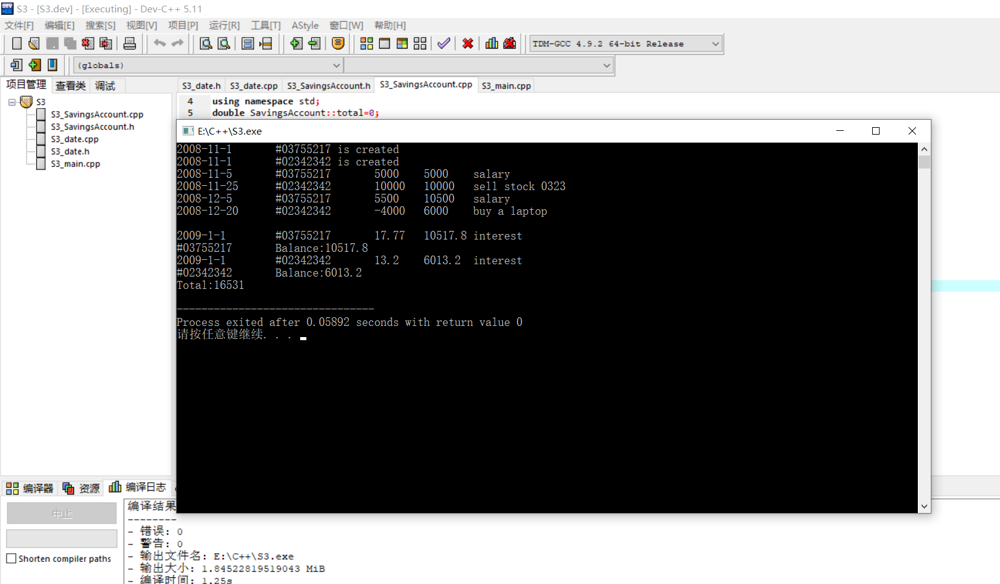 S3 - [S3.dev] - [Executing] - Dev-C++ 5.11
文件[F] 编辑[E] 搜索[S] 视图[V] 项目[P] 运行[R] 工具[T] AStyle 窗口[W] 帮助[H]
TDM-GCC 4.9.2 64-bit Release
(globals)
项目管理 查看类 调试
S3_date.h S3_date.cpp S3_SavingsAccount.h S3_SavingsAccount.cpp S3_main.cpp
S3
S3_SavingsAccount.cpp
S3_SavingsAccount.h
S3_date.cpp
S3_date.h
S3_main.cpp
4 using namespace std;
5 double SavingsAccount::total=0;
E:\C++\S3.exe
2008-11-1 #03755217 is created
2008-11-1 #02342342 is created
2008-11-5 #03755217 5000 5000 salary
2008-11-25 #02342342 10000 10000 sell stock 0323
2008-12-5 #03755217 5500 10500 salary
2008-12-20 #02342342 -4000 6000 buy a laptop
2009-1-1 #03755217 17.77 10517.8 interest
#03755217 Balance:10517.8
2009-1-1 #02342342 13.2 6013.2 interest
#02342342 Balance:6013.2
Total:16531
--------------------------------
Process exited after 0.05892 seconds with return value 0
请按任意键继续. . .
编译器 资源 编译日志
中止
Shorten compiler paths
编译结果
--------
- 错误: 0
- 警告: 0
- 输出文件名: E:\C++\S3.exe
- 输出大小: 1.84522819519043 MiB
- 编译时间: 1.25s